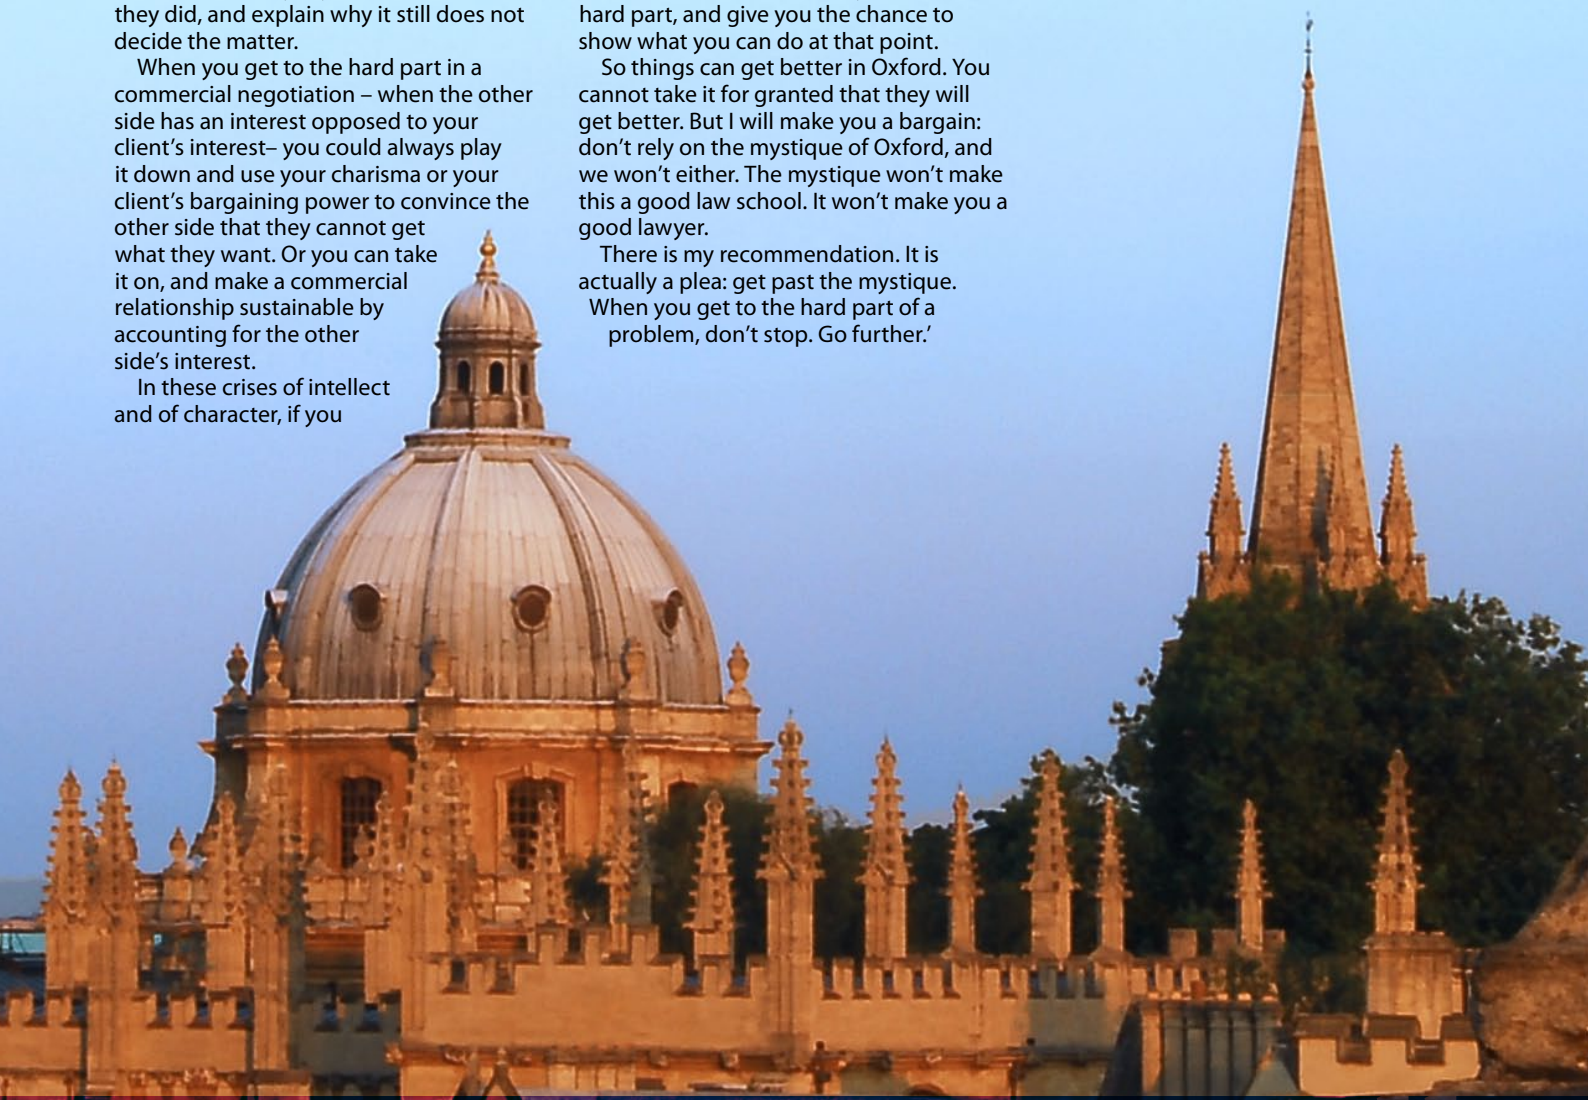 they did, and explain why it still does not
decide the matter.
When you get to the hard part in a
commercial negotiation – when the other
side has an interest opposed to your
client's interest– you could always play
it down and use your charisma or your
client's bargaining power to convince the
other side that they cannot get
what they want. Or you can take
it on, and make a commercial
relationship sustainable by
accounting for the other
side's interest.
In these crises of intellect
and of character, if you
hard part, and give you the chance to
show what you can do at that point.
So things can get better in Oxford. You
cannot take it for granted that they will
get better. But I will make you a bargain:
don't rely on the mystique of Oxford, and
we won't either. The mystique won't make
this a good law school. It won't make you a
good lawyer.
There is my recommendation. It is
actually a plea: get past the mystique.
When you get to the hard part of a
problem, don't stop. Go further.'